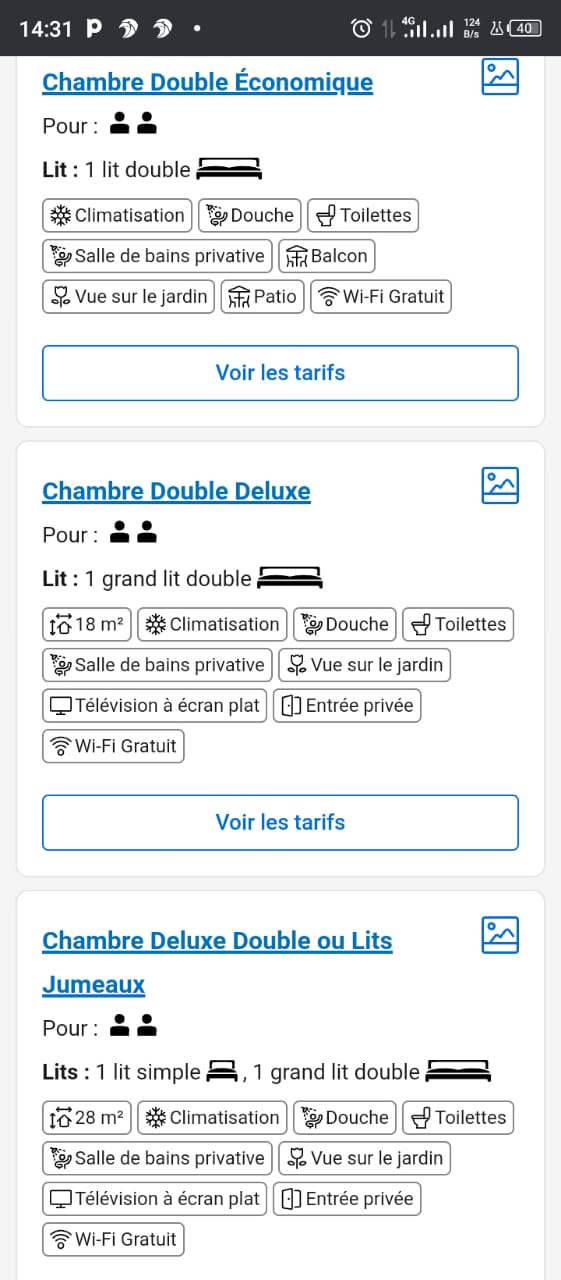 14:31 P 4G 124 B/s 40
Chambre Double Économique
Pour :
Lit : 1 lit double
Climatisation Douche Toilettes
Salle de bains privative Balcon
Vue sur le jardin Patio Wi-Fi Gratuit
Voir les tarifs
Chambre Double Deluxe
Pour :
Lit : 1 grand lit double
18 m² Climatisation Douche Toilettes
Salle de bains privative Vue sur le jardin
Télévision à écran plat Entrée privée
Wi-Fi Gratuit
Voir les tarifs
Chambre Deluxe Double ou Lits
Jumeaux
Pour :
Lits : 1 lit simple , 1 grand lit double
28 m² Climatisation Douche Toilettes
Salle de bains privative Vue sur le jardin
Télévision à écran plat Entrée privée
Wi-Fi Gratuit